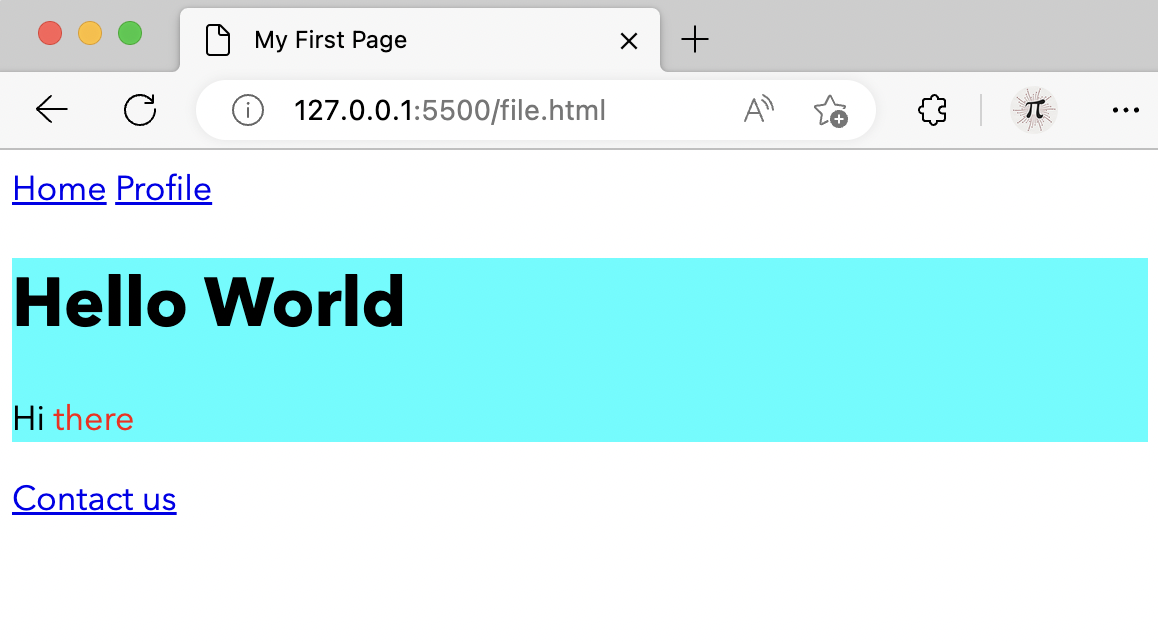 My First Page
127.0.0.1:5500/file.html
Home Profile
Hello World
Hi there
Contact us